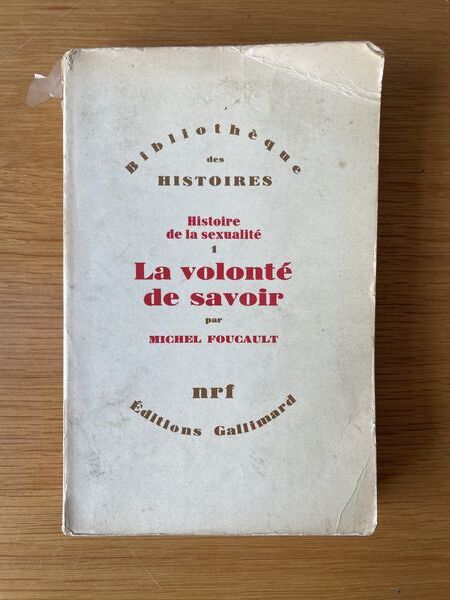 Bibliothèque
des
HISTOIRES
Histoire
de la sexualité
1
La volonté
de savoir
par
MICHEL FOUCAULT
nrf
Éditions Gallimard